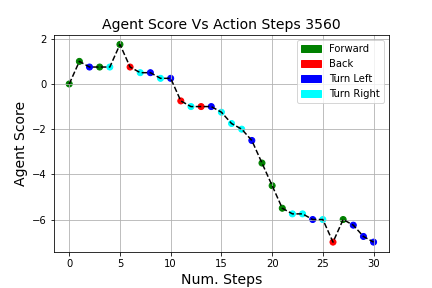 Agent Score Vs Action Steps 3560
2
0
−2
−4
−6
Agent Score
Forward
Back
Turn Left
Turn Right
0 5 10 15 20 25 30
Num. Steps